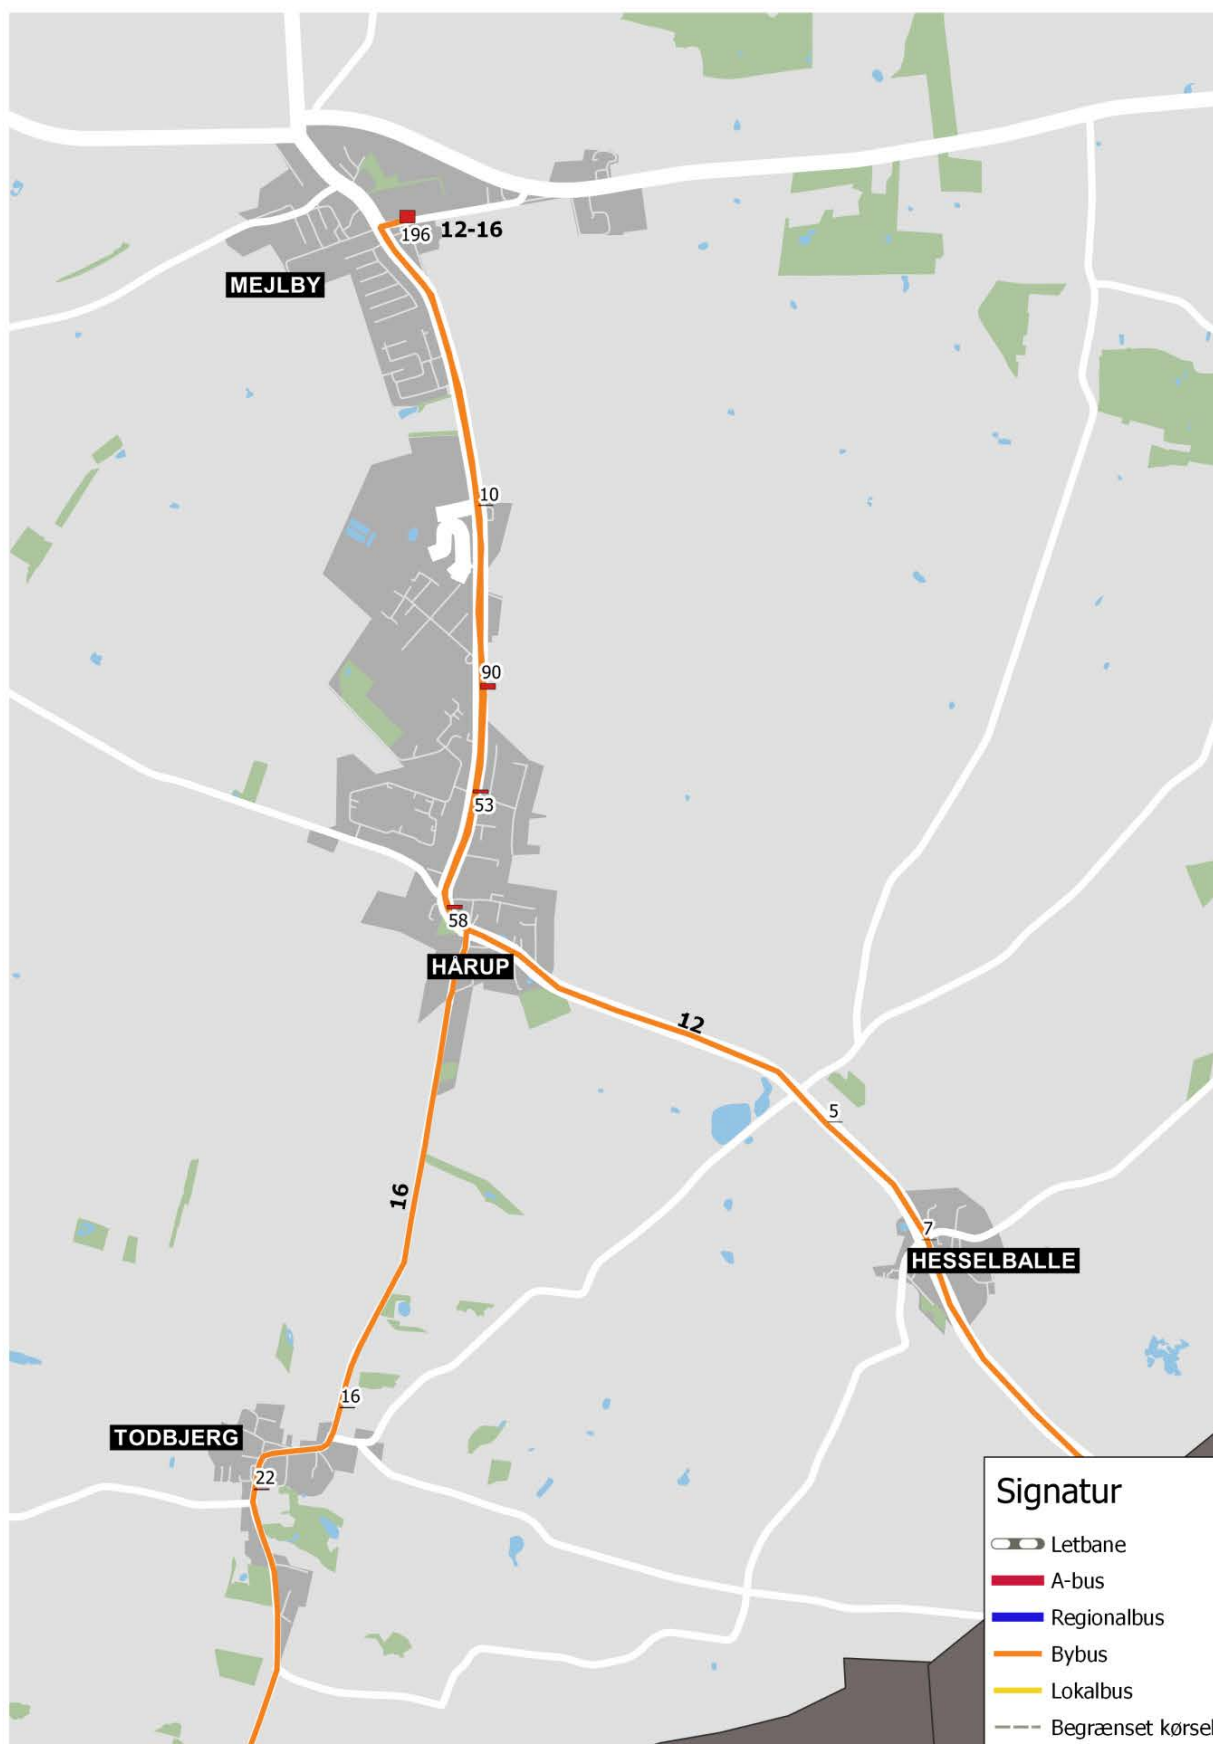 196
12-16
MEJLBY
10
90
53
58
HÅRUP
12
5
16
7
HESSELBALLE
16
TODBJERG
22
Signatur
Letbane
A-bus
Regionalbus
Bybus
Lokalbus
Begrænset kørsel